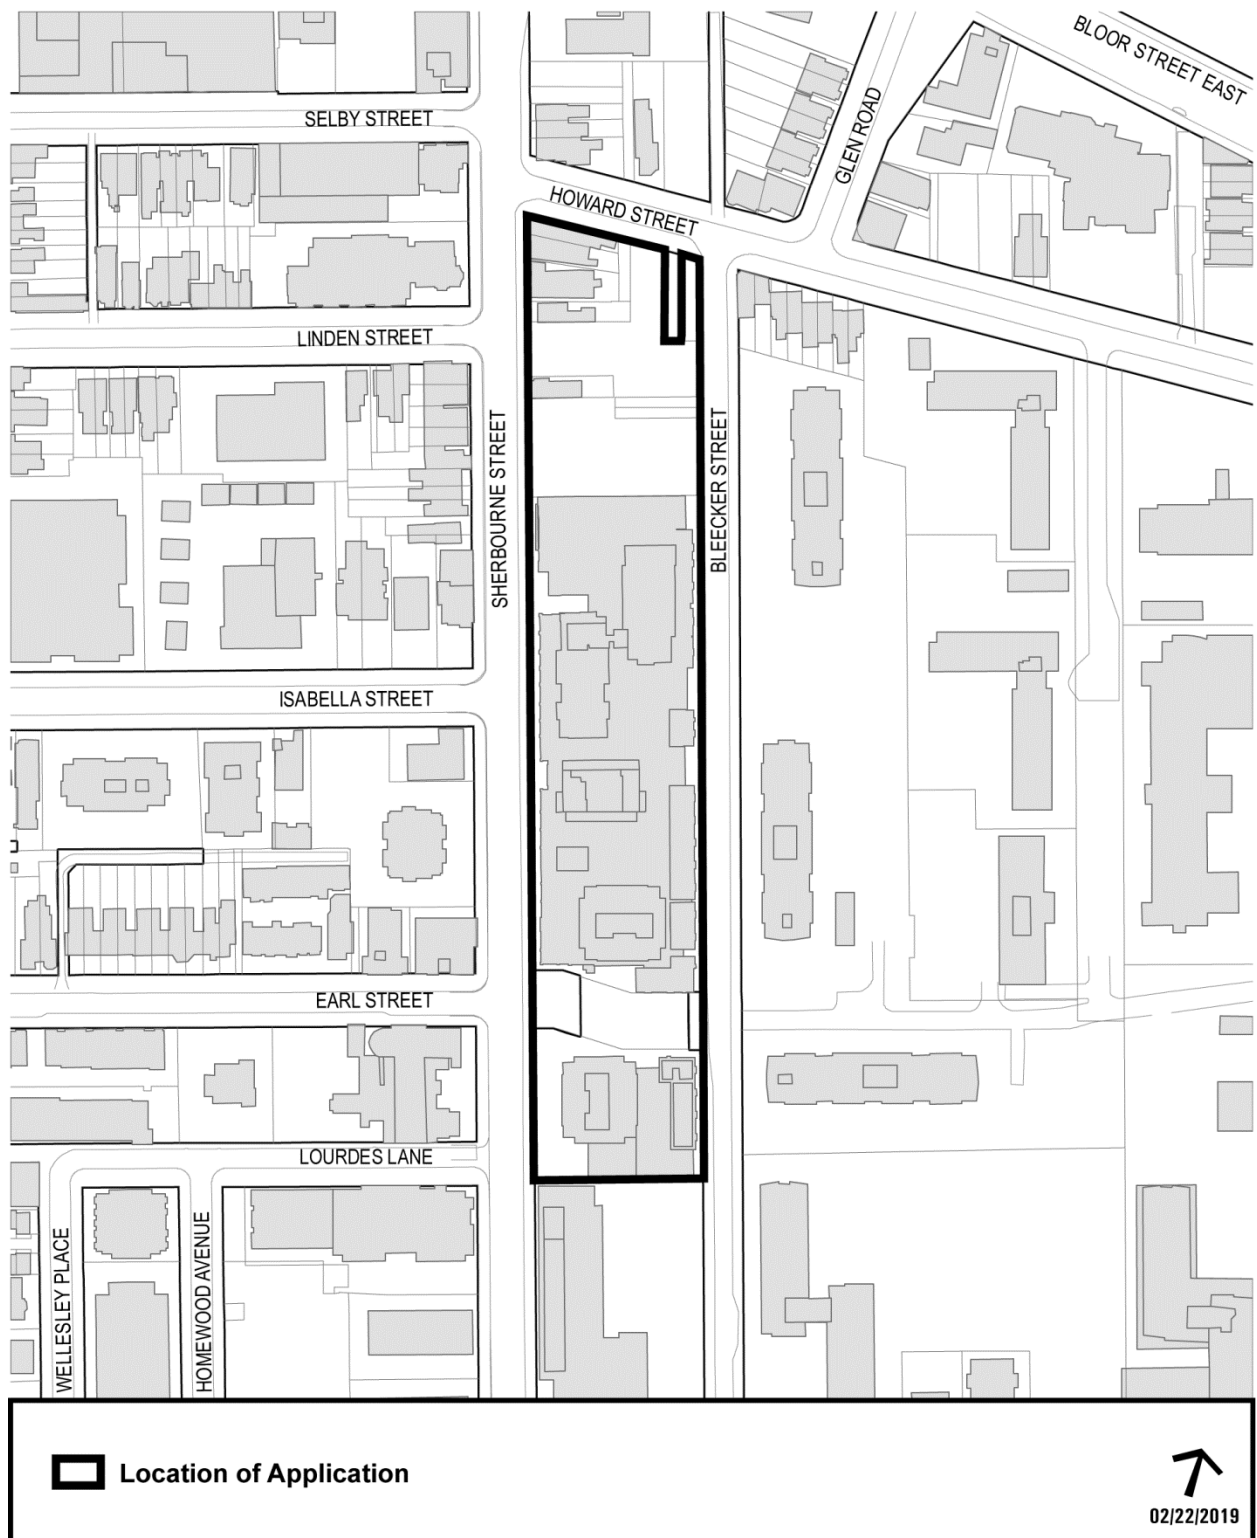 BLOOR STREET EAST
SELBY STREET
GLEN ROAD
HOWARD STREET
LINDEN STREET
SHERBOURNE STREET
BLEECKER STREET
ISABELLA STREET
EARL STREET
LOURDES LANE
WELLESLEY PLACE
HOMEWOOD AVENUE
Location of Application
02/22/2019